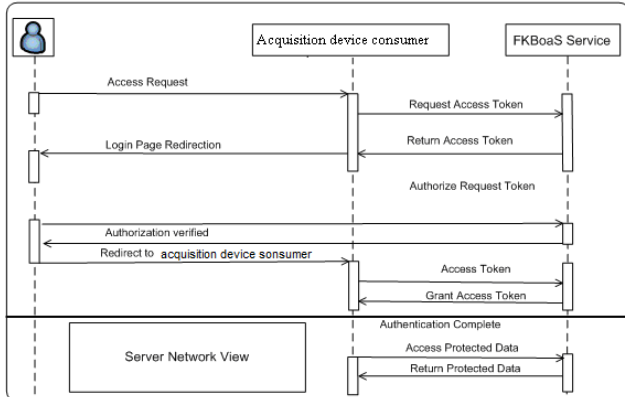 Acquisition device consumer
FKBoaS Service
Access Request
Request Access Token
Login Page Redirection
Return Access Token
Authorize Request Token
Authorization verified
Redirect to acquisition device sonsumer
Access Token
Grant Access Token
Authentication Complete
Server Network View
Access Protected Data
Return Protected Data